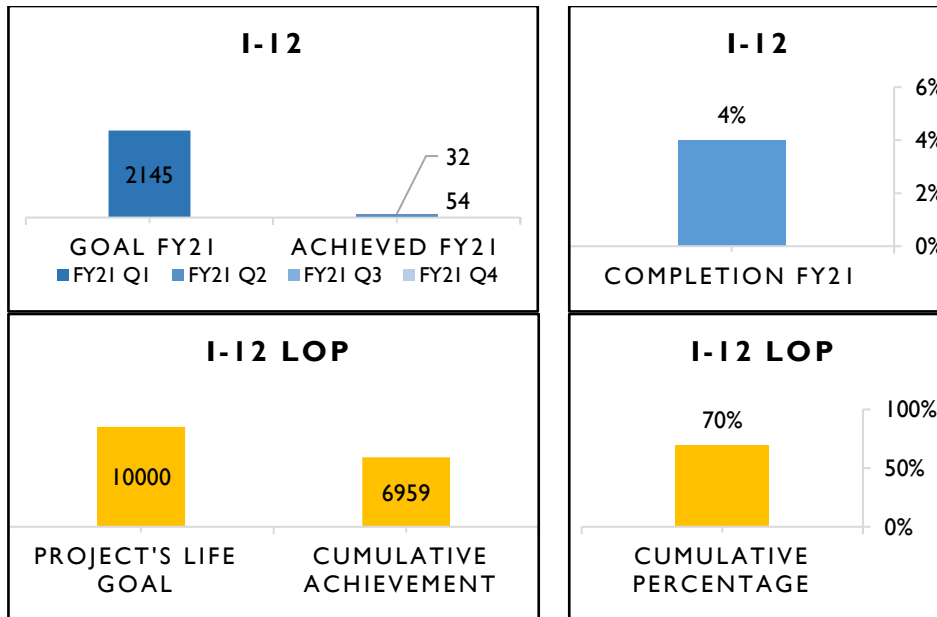 I-12
2145
32
54
GOAL FY21
ACHIEVED FY21
FY21 Q1
FY21 Q2
FY21 Q3
FY21 Q4
I-12
4%
6%
4%
2%
0%
COMPLETION FY21
I-12 LOP
10000
6959
PROJECT'S LIFE
GOAL
CUMULATIVE
ACHIEVEMENT
I-12 LOP
70%
100%
50%
0%
CUMULATIVE
PERCENTAGE